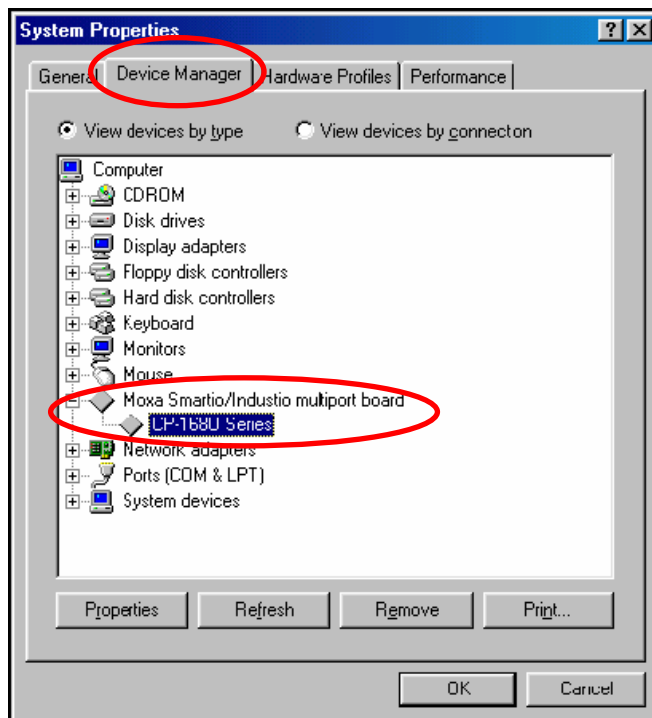 System Properties
General Device Manager Hardware Profiles Performance
View devices by type View devices by connecton
Computer
CDROM
Disk drives
Display adapters
Floppy disk controllers
Hard disk controllers
Keyboard
Monitors
Mouse
Moxa Smartio/Industio multiport board
CP-168U Series
Network adapters
Ports (COM & LPT)
System devices
Properties Refresh Remove Print...
OK Cancel